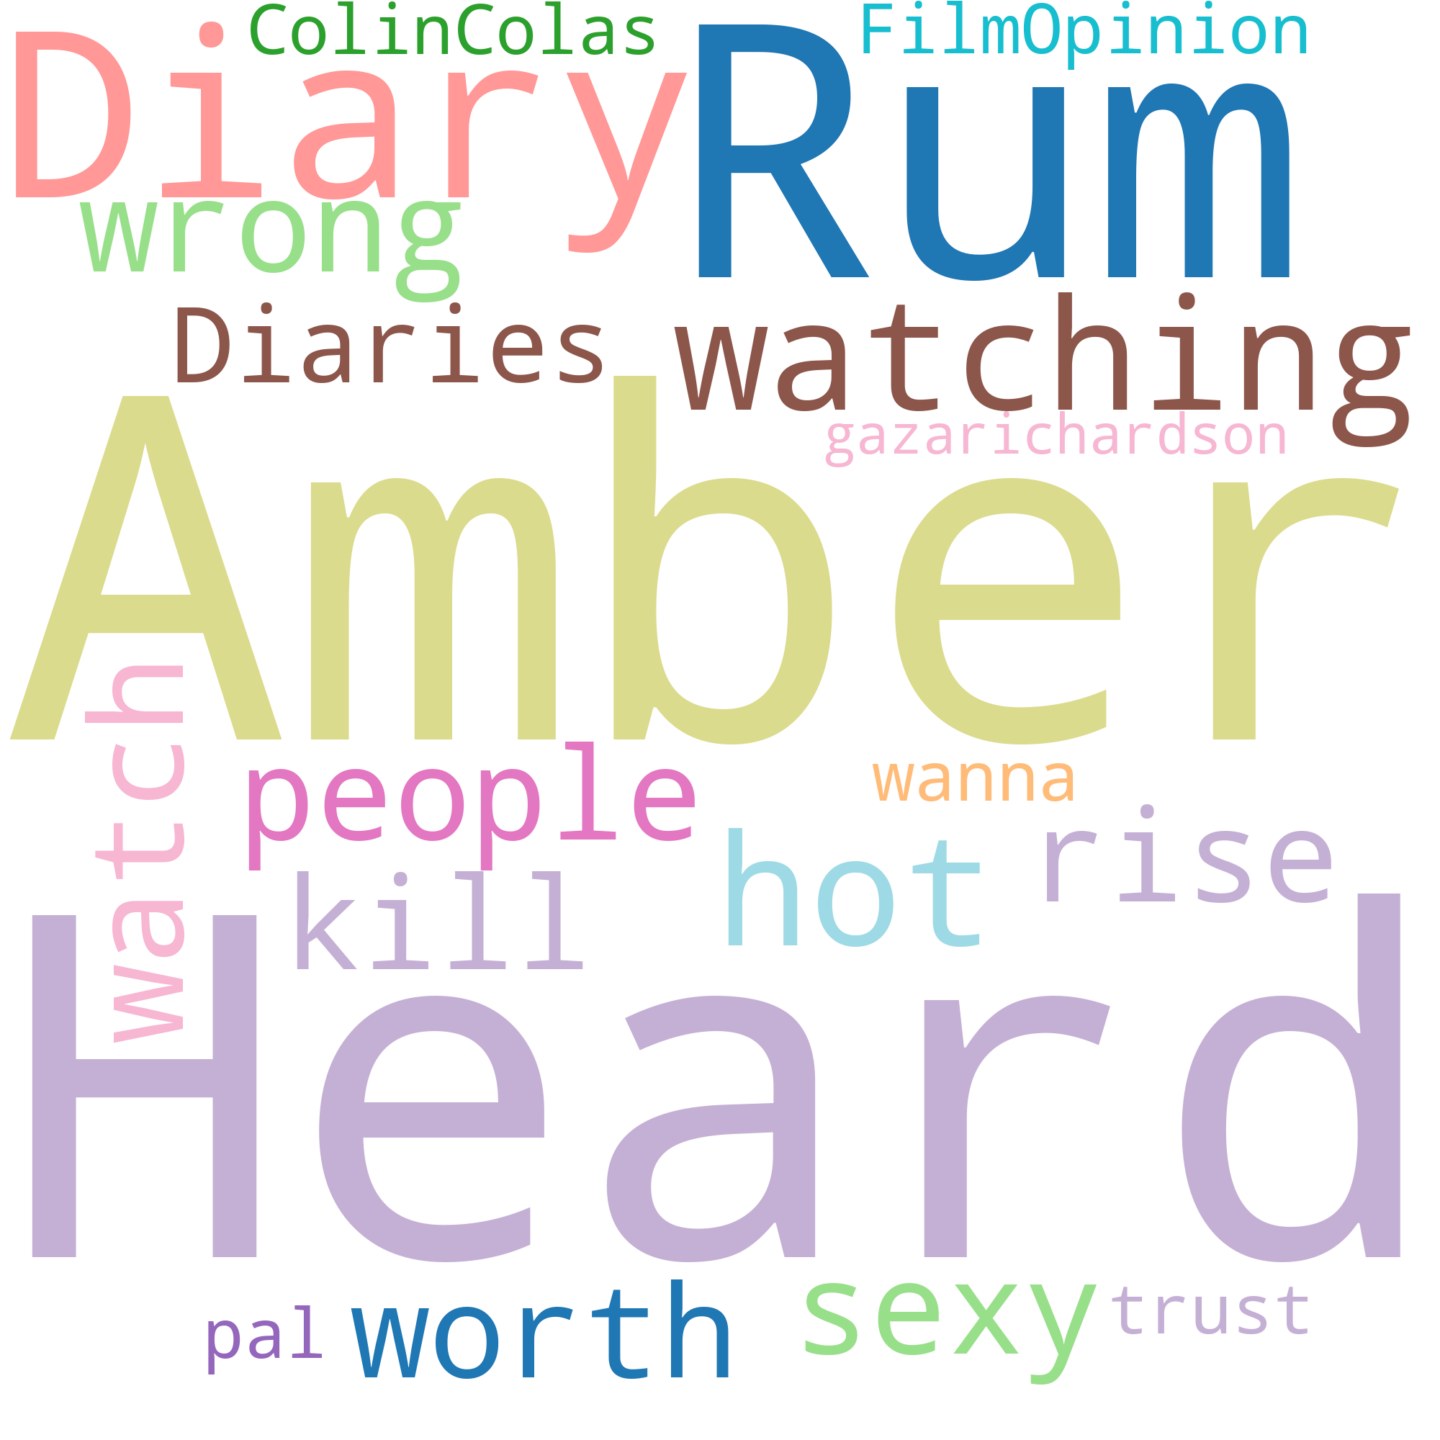 ColinColas
FilmOpinion
Diary
Rum
wrong
Diaries
watching
gazarichardson
Amber
watch
people
wanna
rise
hot
kill
Heard
pal
worth
sexy
trust